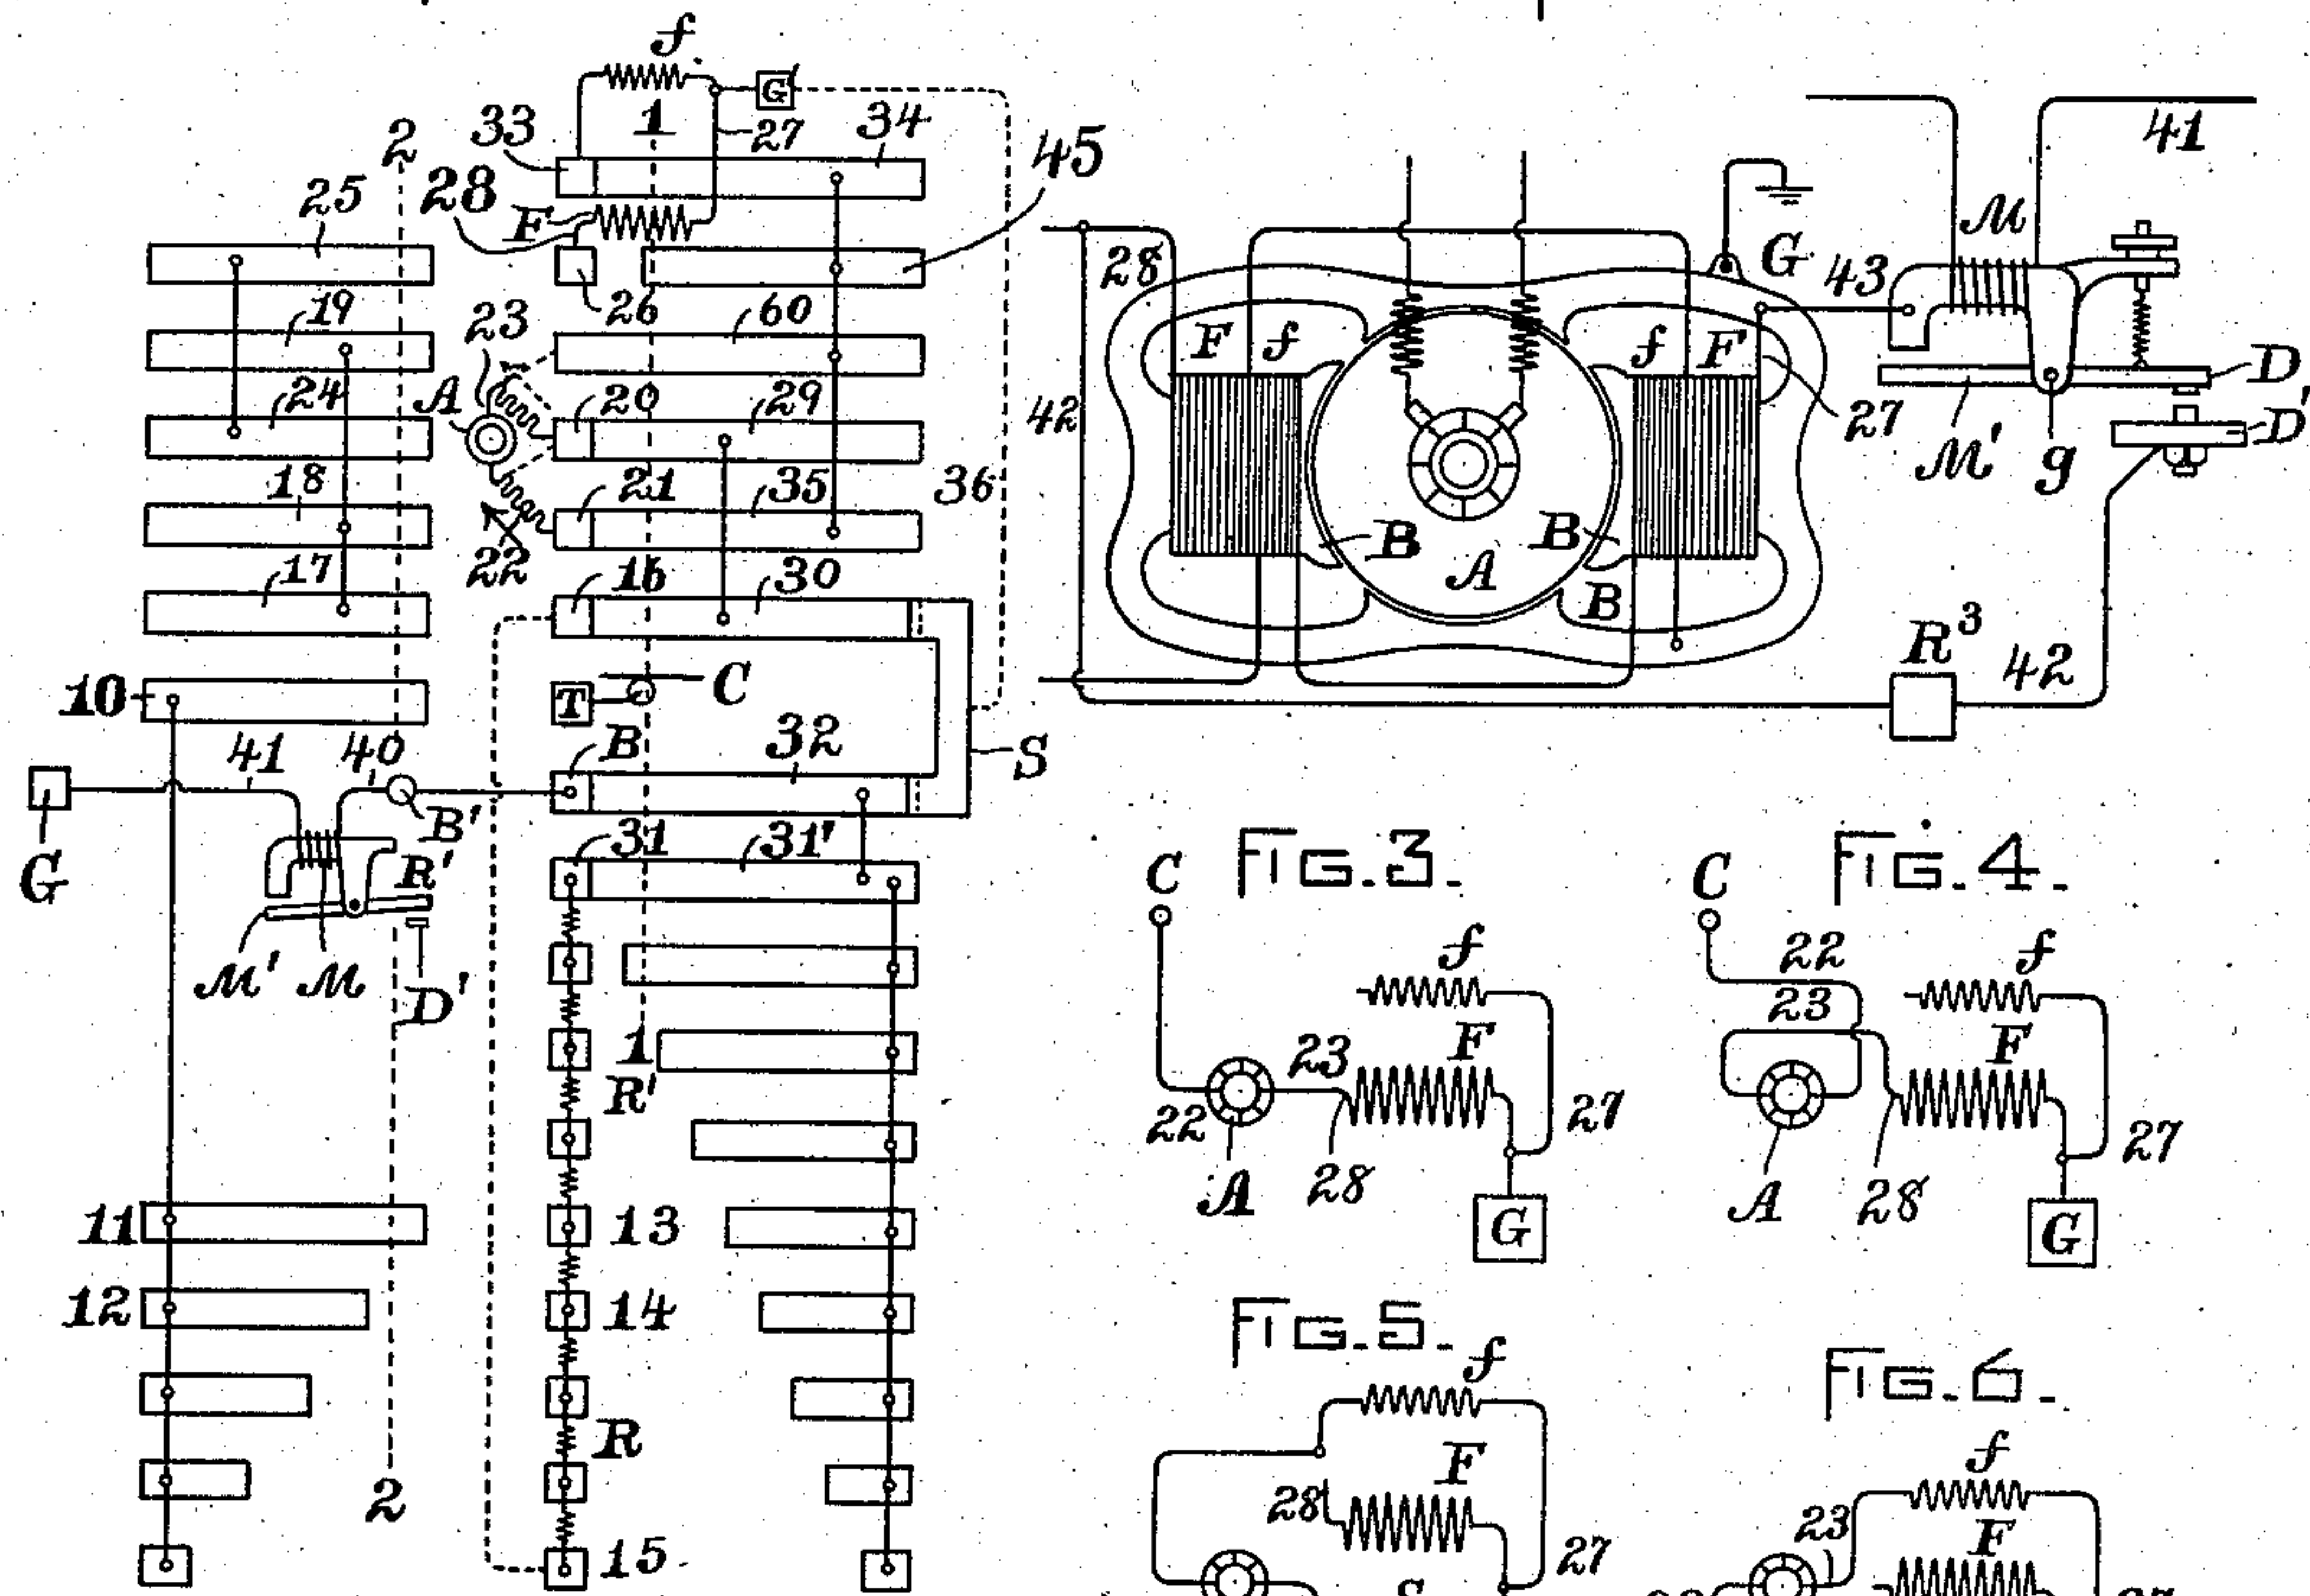 f
G'
1
27
33
34
2
45
28
25
F
26
60
19
23
A
24
20
29
18
21
35
36
22
17
16
30
10
T
C
41
40
B
32
S
G
B'
31
31'
R'
M'
M
D'
1
R'
11
13
12
14
R
2
15
41
M
28
G
43
F
f
f
F
D
42
27
D'
M'
g
B
B
A
B
R³
42
FIG. 3.
C
f
F
23
22
27
A
28
G
FIG. 4.
C
22
f
23
F
27
A
28
G
FIG. 5.
f
F
28
27
FIG. 6.
f
23
F